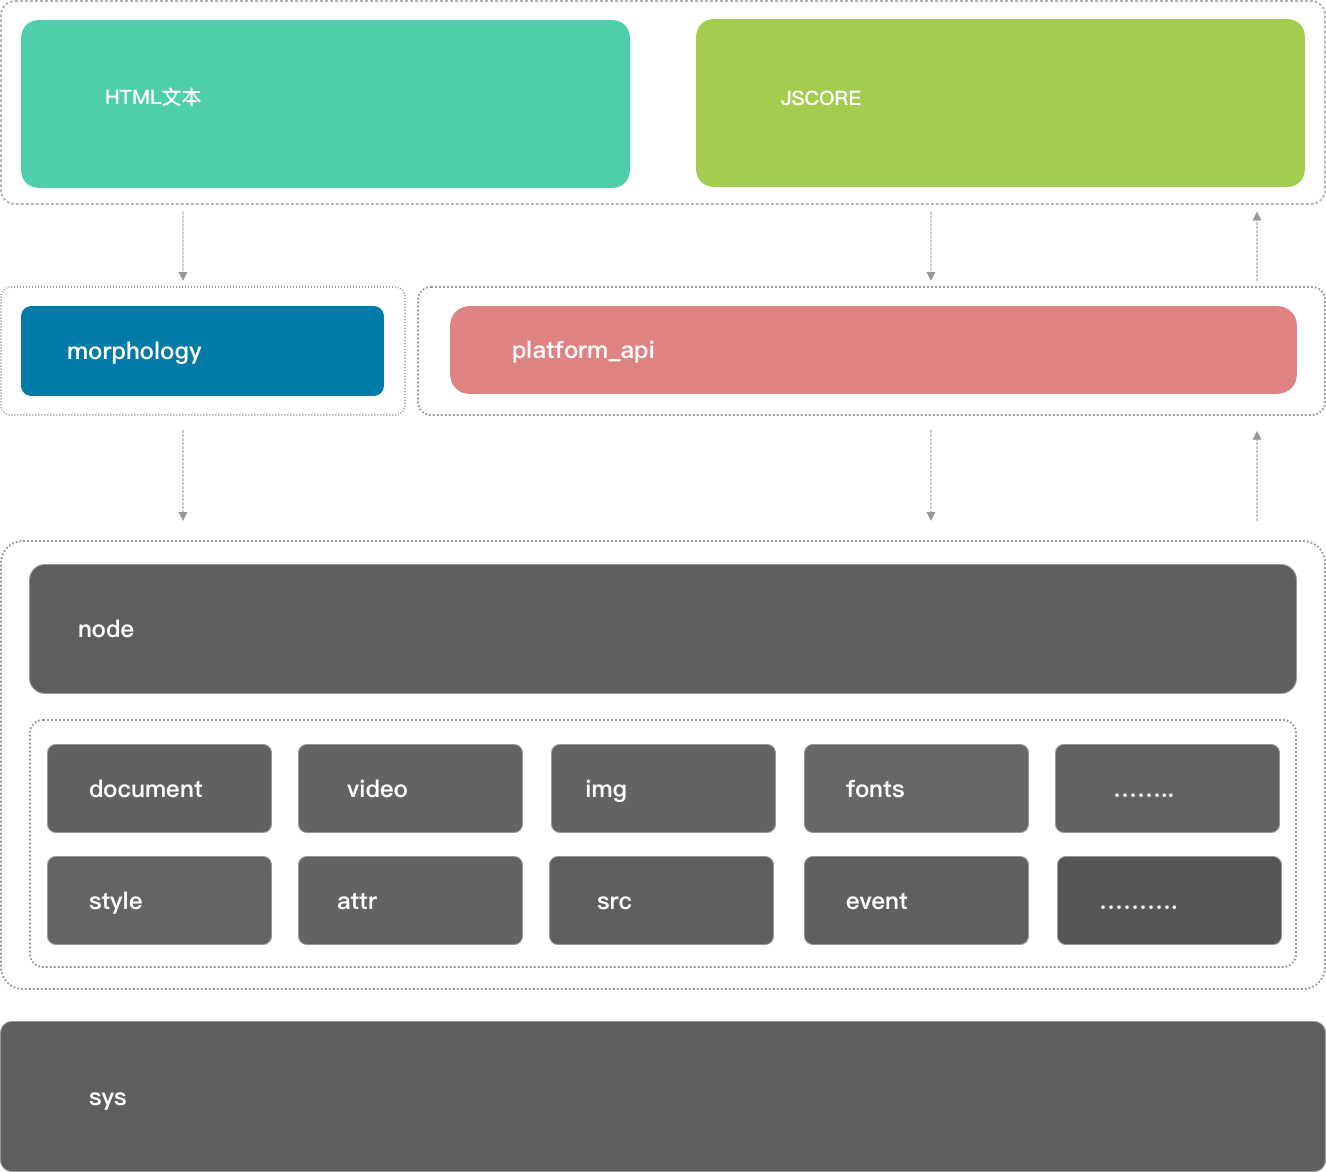 HTML文本
JSCORE
morphology
platform_api
node
document
video
img
fonts
........
style
attr
src
event
..........
sys